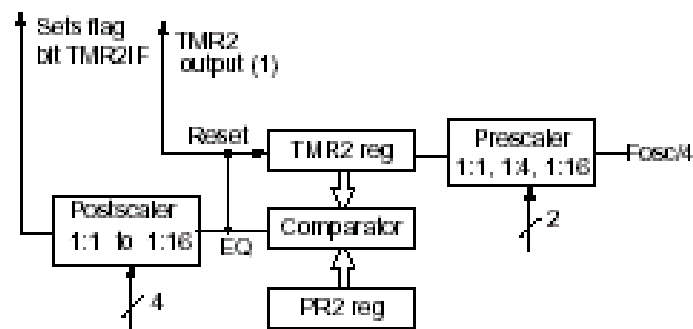 Sets flag
bit TMR2IF
TMR2
output (1)
Reset
TMR2 reg
Prescaler
1:1, 1:4, 1:16
Fosc/4
Postscaler
1:1 to 1:16
EQ
Comparator
2
4
PR2 reg